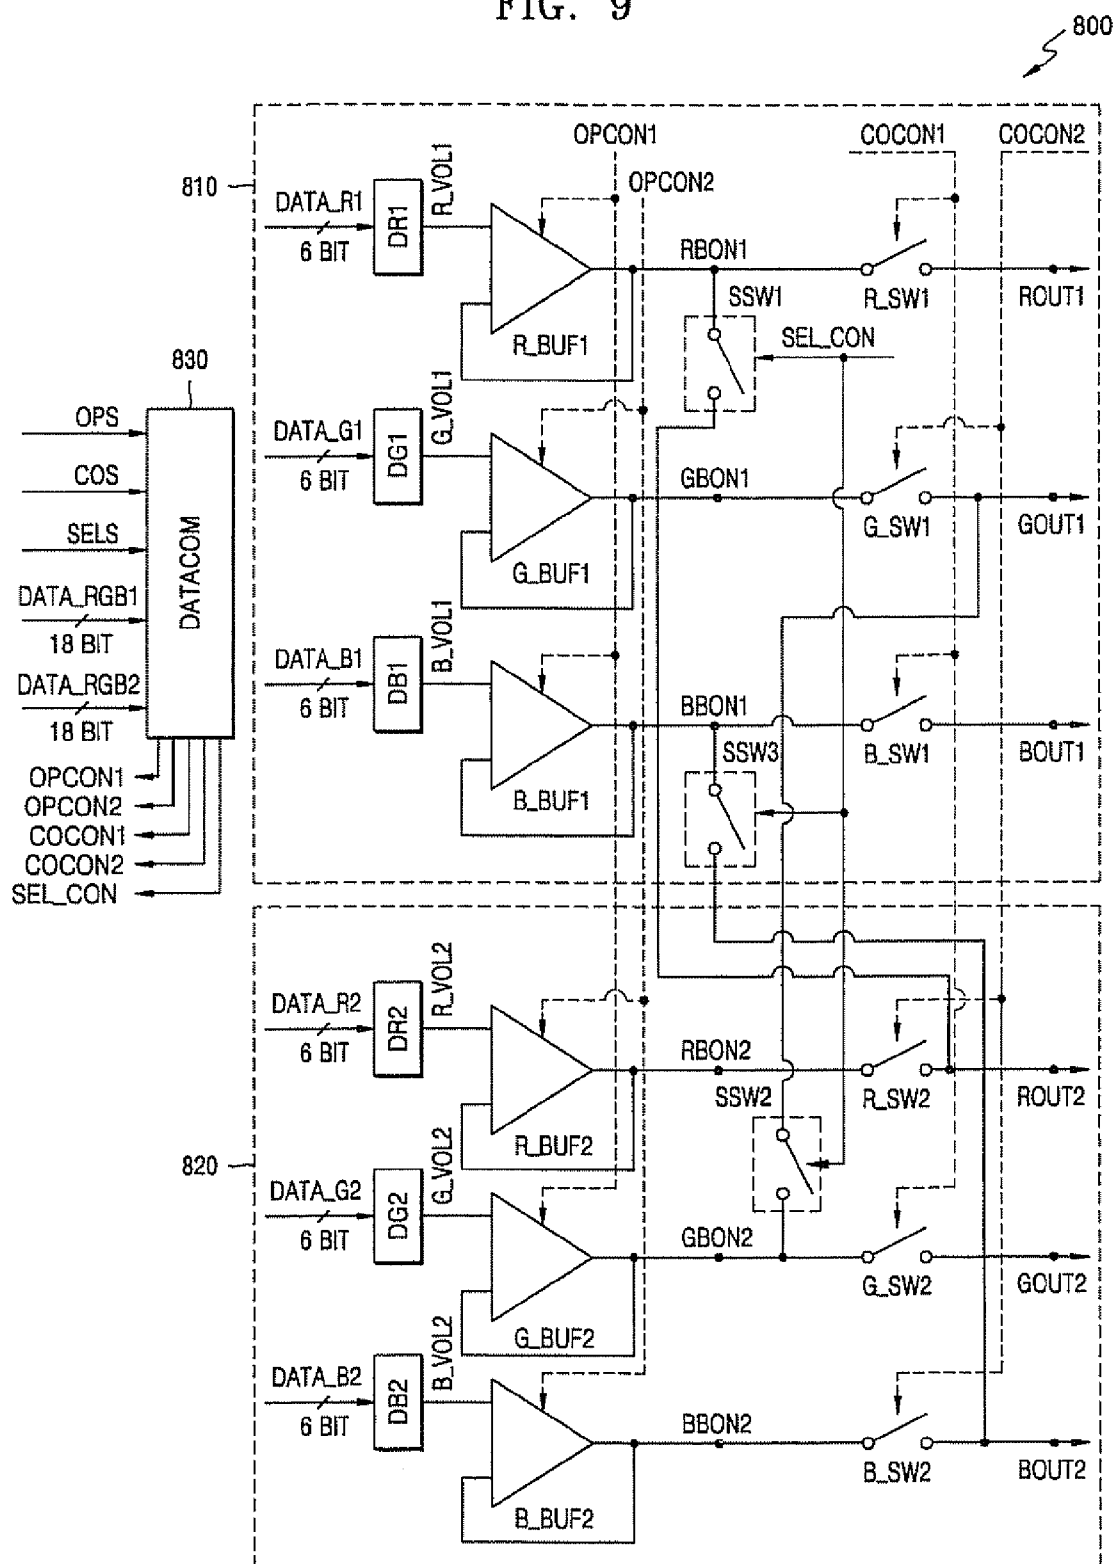 FIG. 9
800
OPCON1
COCON1
COCON2
810
DATA_R1
6 BIT
DR1
R_VOL1
OPCON2
R_BUF1
RBON1
SSW1
SEL_CON
R_SW1
ROUT1
830
OPS
COS
SELS
DATA_RGB1
18 BIT
DATA_RGB2
18 BIT
DATACOM
OPCON1
OPCON2
COCON1
COCON2
SEL_CON
DATA_G1
6 BIT
DG1
G_VOL1
G_BUF1
GBON1
G_SW1
GOUT1
DATA_B1
6 BIT
DB1
B_VOL1
B_BUF1
BBON1
SSW3
B_SW1
BOUT1
820
DATA_R2
6 BIT
DR2
R_VOL2
R_BUF2
RBON2
SSW2
R_SW2
ROUT2
DATA_G2
6 BIT
DG2
G_VOL2
G_BUF2
GBON2
G_SW2
GOUT2
DATA_B2
6 BIT
DB2
B_VOL2
B_BUF2
BBON2
B_SW2
BOUT2